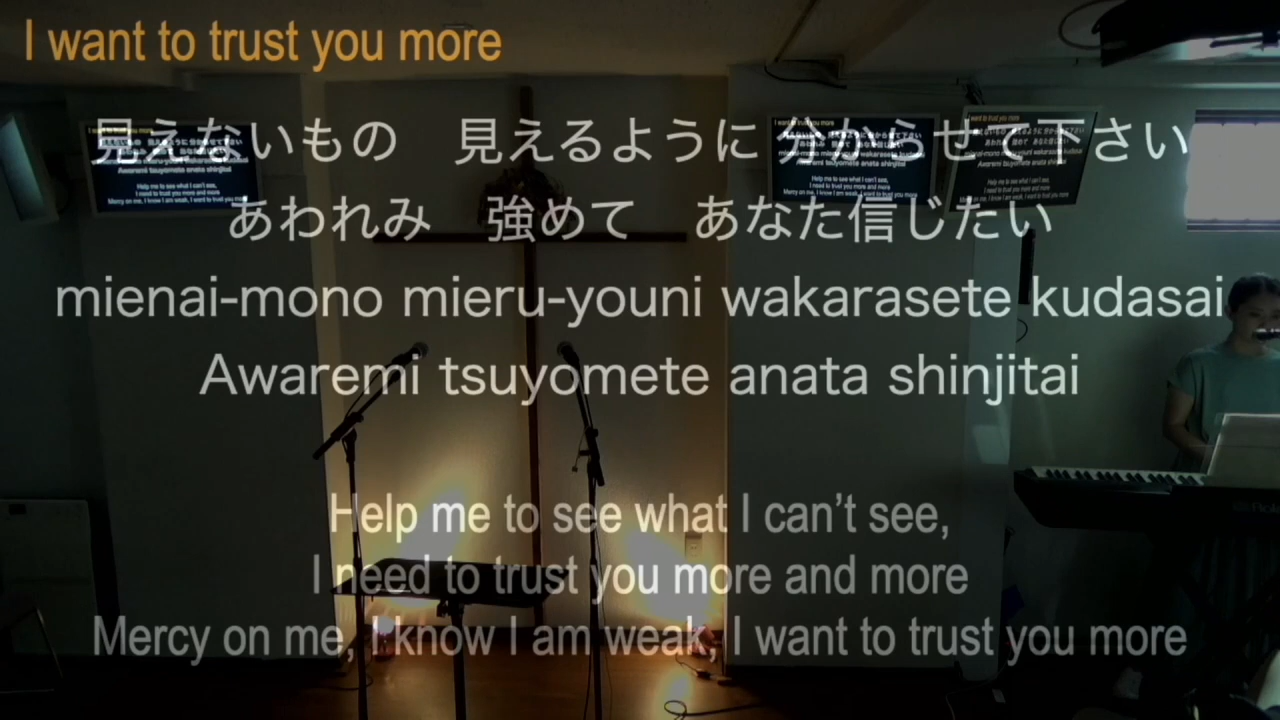 I want to trust you more
見えないもの　見えるように 分からせて下さい
あわれみ　強めて　あなた信じたい
mienai-mono mieru-youni wakarasete kudasai
Awaremi tsuyomete anata shinjitai
Help me to see what I can’t see,
I need to trust you more and more
Mercy on me, I know I am weak, I want to trust you more